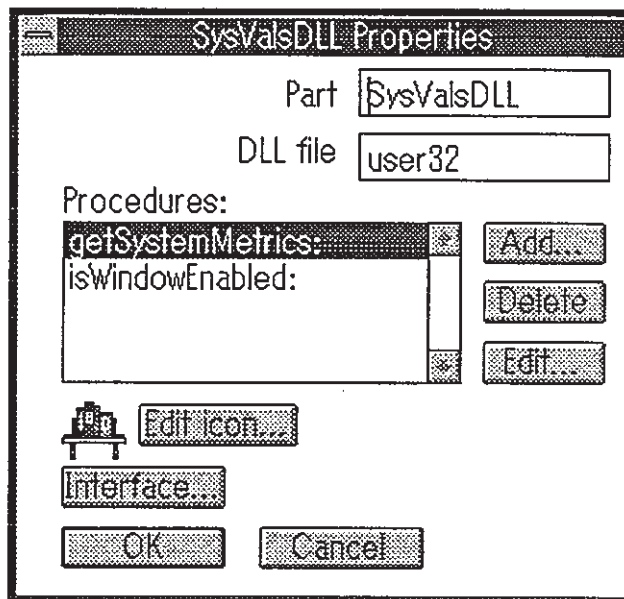 SysValsDLL Properties
Part SysValsDLL
DLL file user32
Procedures:
getSystemMetrics:
isWindowEnabled:
Add...
Delete
Edit...
Edit icon...
Interface...
OK Cancel